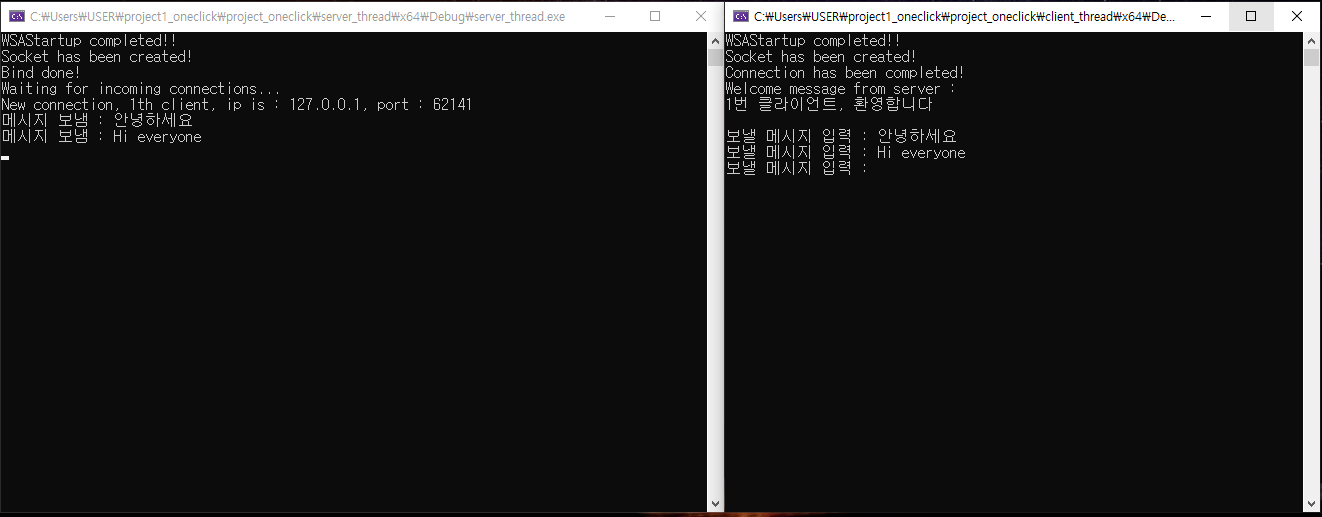 C:₩Users₩USER₩project1_oneclick₩project_oneclick₩server_thread₩x64₩Debug₩server_thread.exe
WSAStartup completed!!
Socket has been created!
Bind done!
Waiting for incoming connections...
New connection, 1th client, ip is : 127.0.0.1, port : 62141
메시지 보냄 : 안녕하세요
메시지 보냄 : Hi everyone
C:₩Users₩USER₩project1_oneclick₩project_oneclick₩client_thread₩x64₩De...
WSAStartup completed!!
Socket has been created!
Connection has been completed!
Welcome message from server :
1번 클라이언트, 환영합니다
보낼 메시지 입력 : 안녕하세요
보낼 메시지 입력 : Hi everyone
보낼 메시지 입력 :